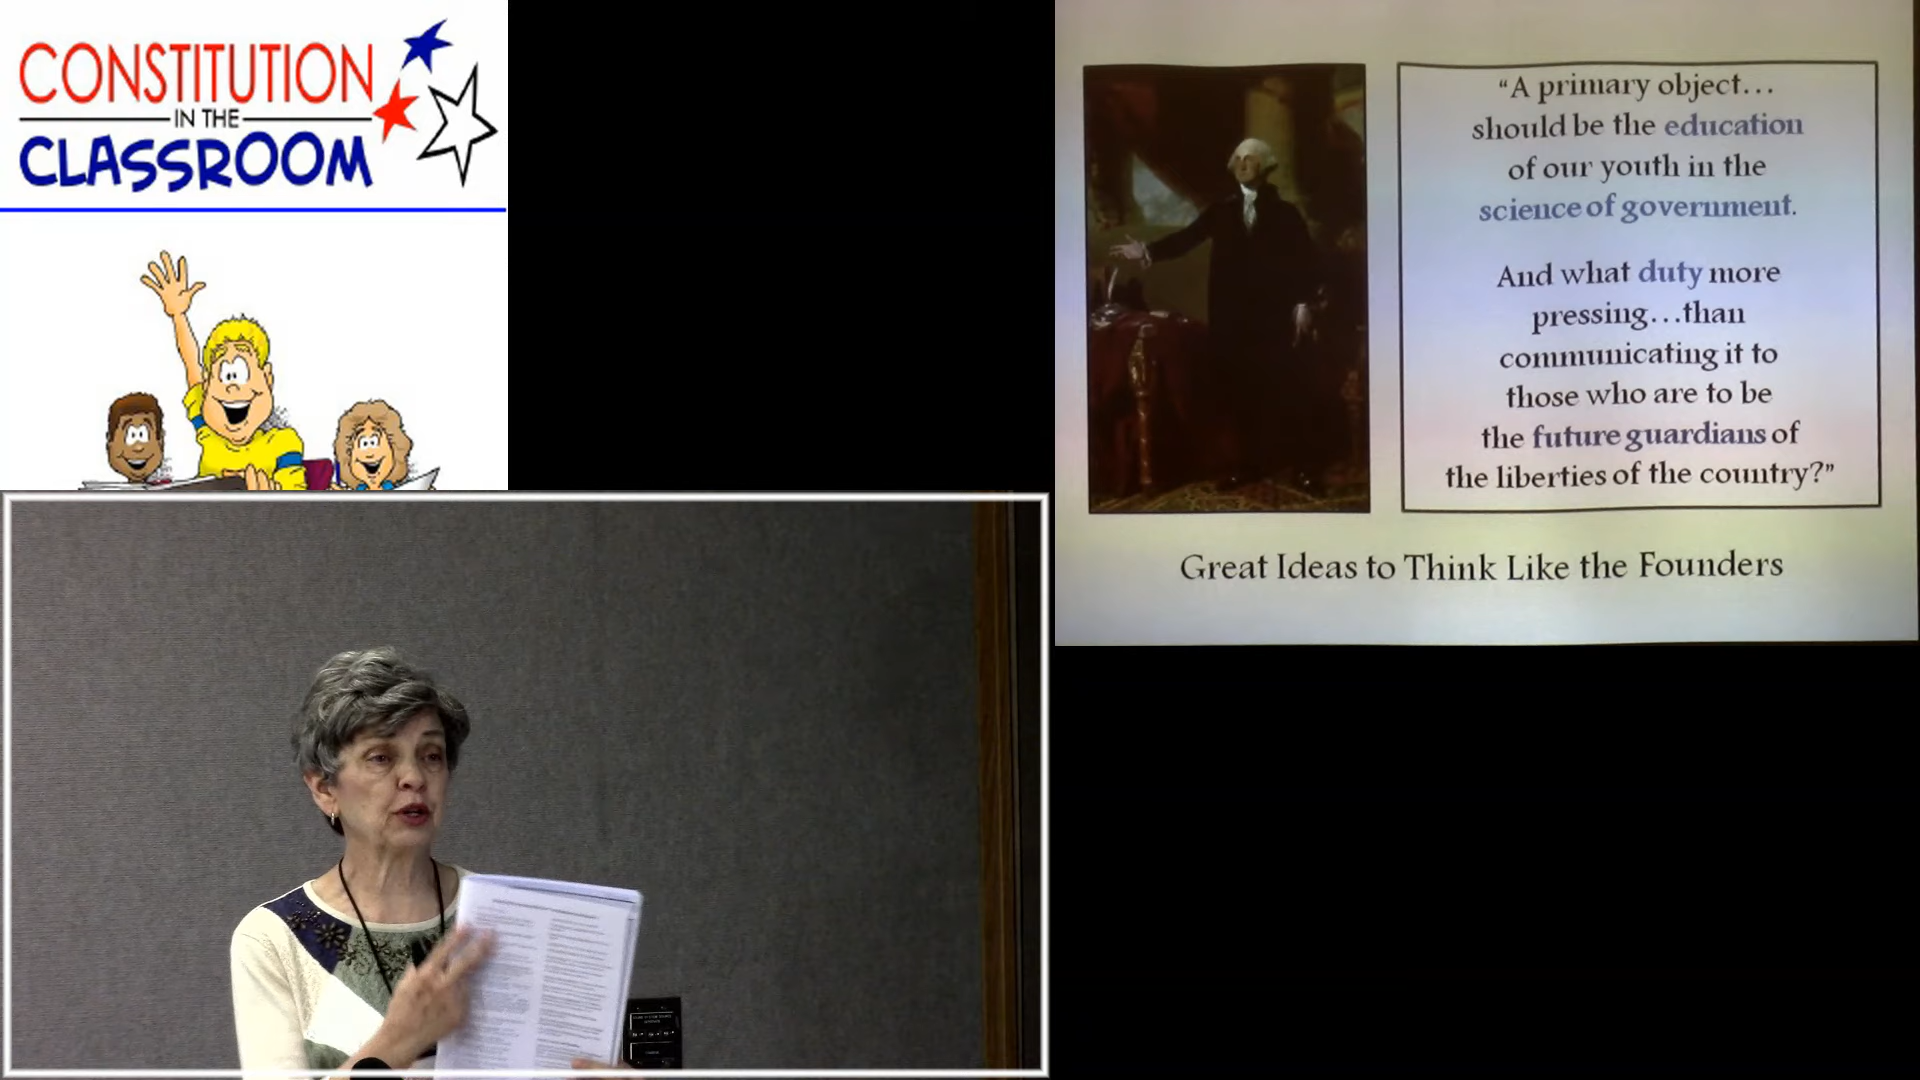 CONSTITUTION
IN THE
CLASSROOM
“A primary object…
should be the education
of our youth in the
science of government.
And what duty more
pressing…than
communicating it to
those who are to be
the future guardians of
the liberties of the country?”
Great Ideas to Think Like the Founders